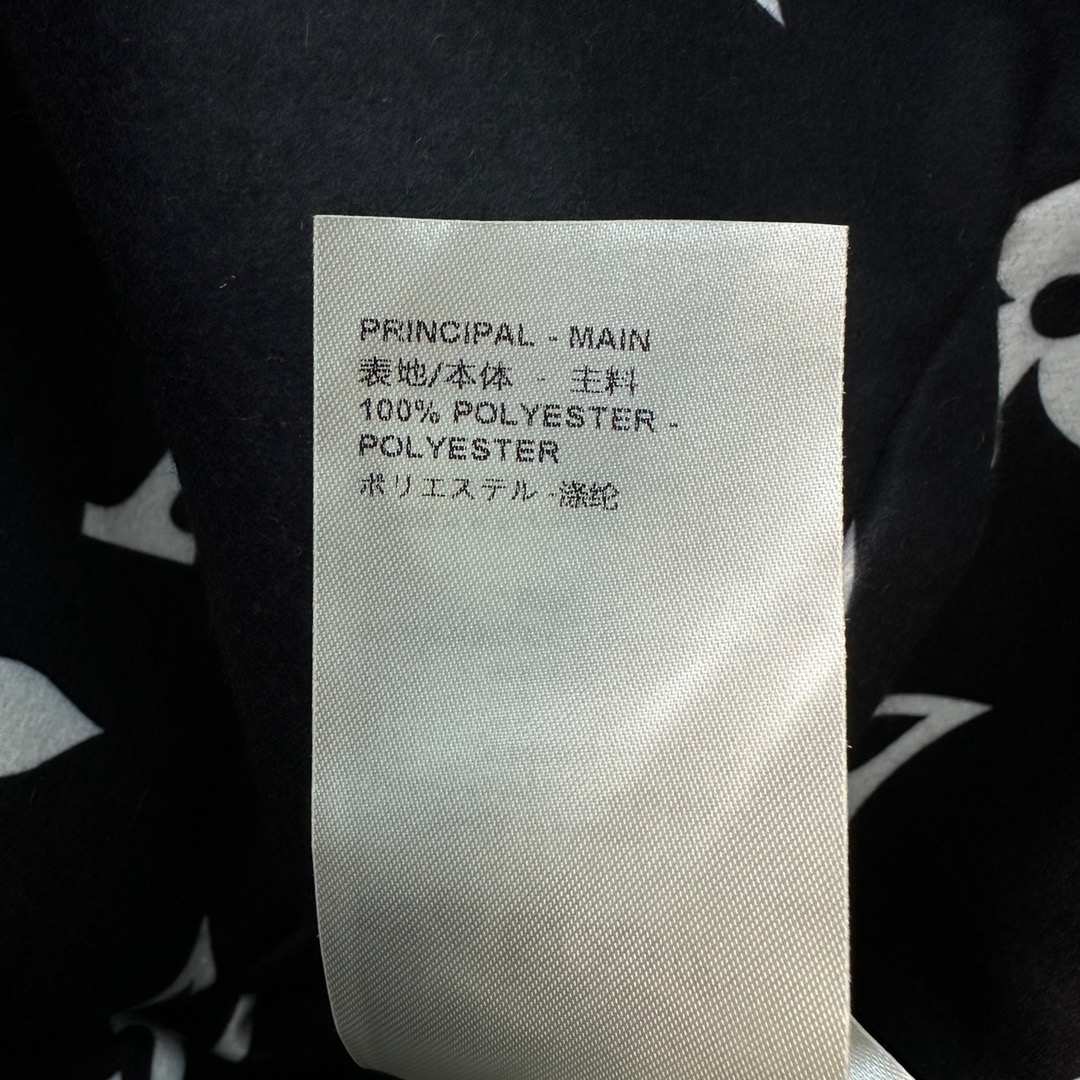 PRINCIPAL - MAIN
表地/本体 - 主料
100% POLYESTER -
POLYESTER
ポリエステル -涤纶